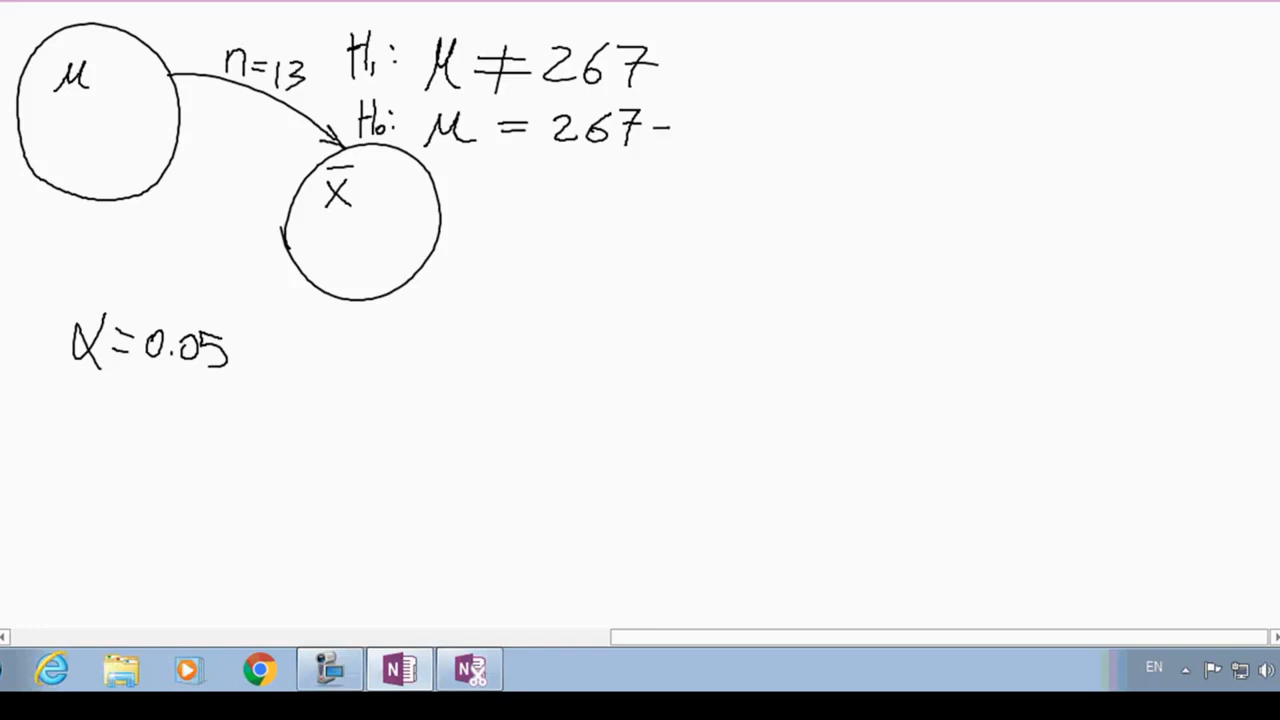 μ
n=13
H₁: μ ≠ 267
H₀: μ = 267 -
x̄
α=0.05
EN